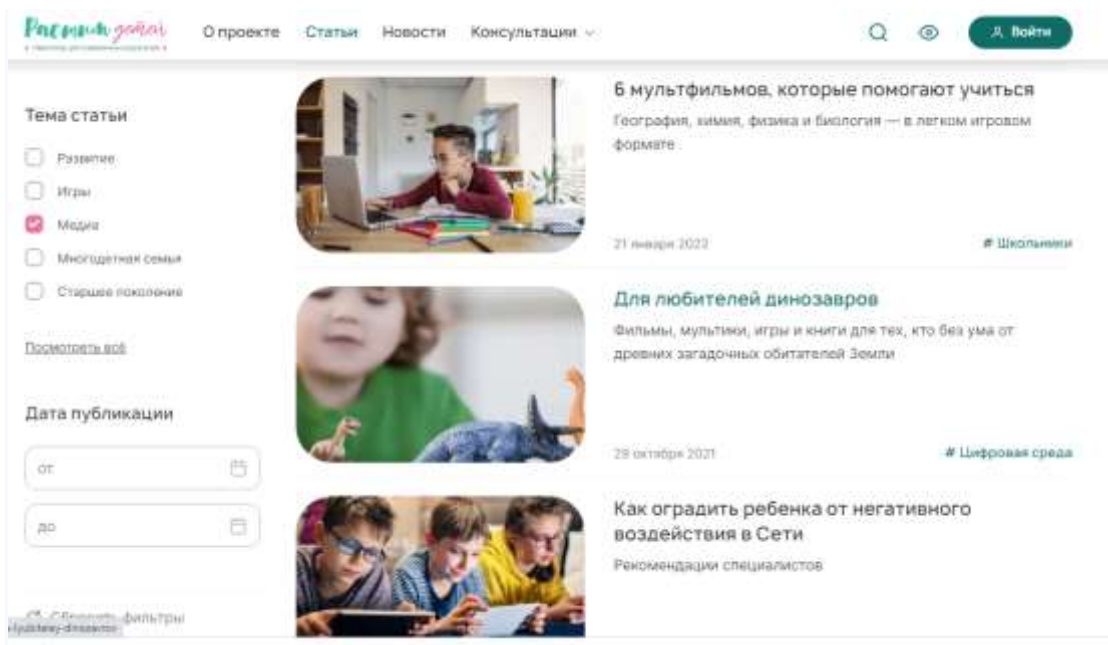 Растим детей
О проекте
Статьи
Новости
Консультации
Войти
Тема статьи
Развитие
Игры
Медиа
Многодетная семья
Старшее поколение
Посмотреть всё
Дата публикации
от
до
Сбросить фильтры
6 мультфильмов, которые помогают учиться
География, химия, физика и биология — в легком игровом
формате
21 января 2022
# Школьники
Для любителей динозавров
Фильмы, мультики, игры и книги для тех, кто без ума от
древних загадочных обитателей Земли
29 октября 2021
# Цифровая среда
Как оградить ребенка от негативного
воздействия в Сети
Рекомендации специалистов